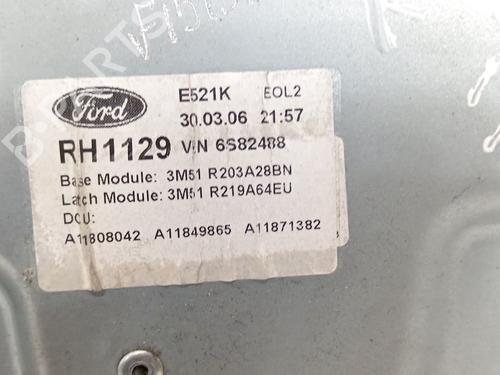 Ford
E521K EOL2
30.03.06 21:57
RH1129 VIN 6S82488
Base Module: 3M51 R203A28BN
Latch Module: 3M51 R219A64EU
DCU:
A11808042 A11849865 A11871382